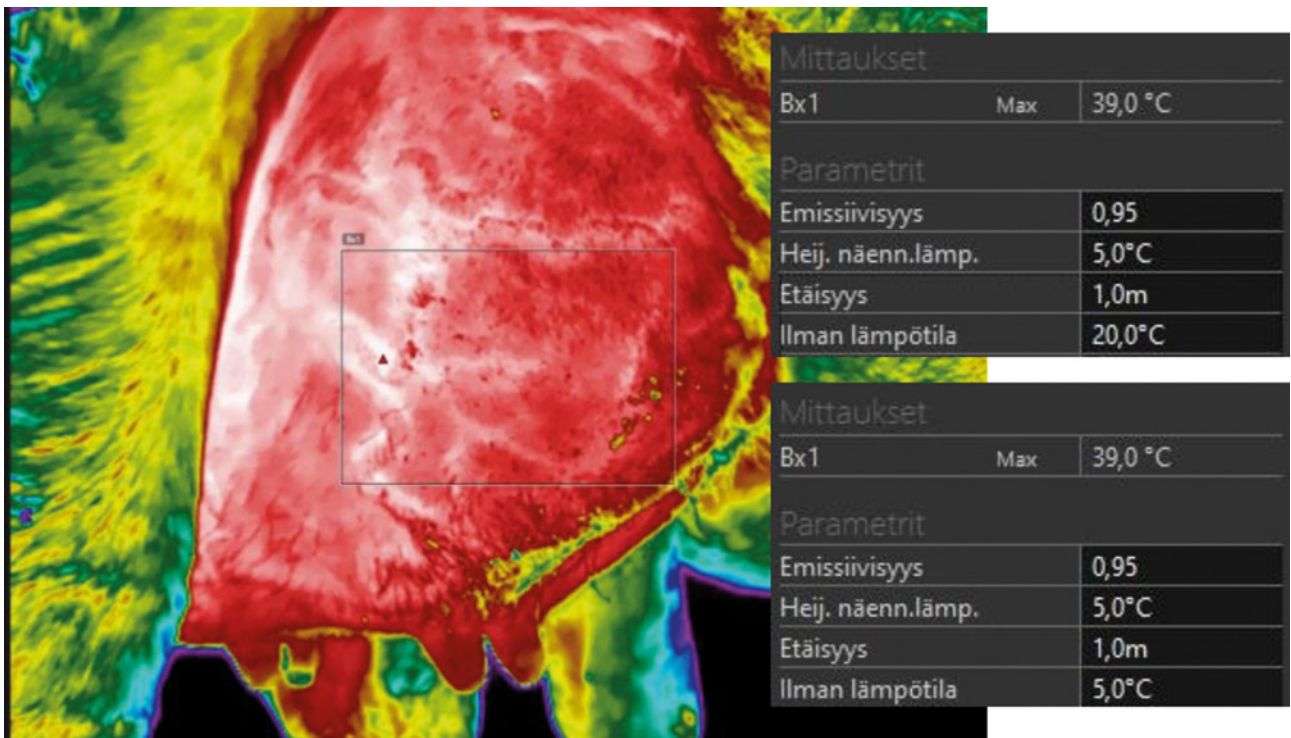 Bx1
Mittaukset
Bx1 Max 39,0 °C
Parametrit
Emissiivisyys 0,95
Heij. näenn.lämp. 5,0°C
Etäisyys 1,0m
Ilman lämpötila 20,0°C
Mittaukset
Bx1 Max 39,0 °C
Parametrit
Emissiivisyys 0,95
Heij. näenn.lämp. 5,0°C
Etäisyys 1,0m
Ilman lämpötila 5,0°C